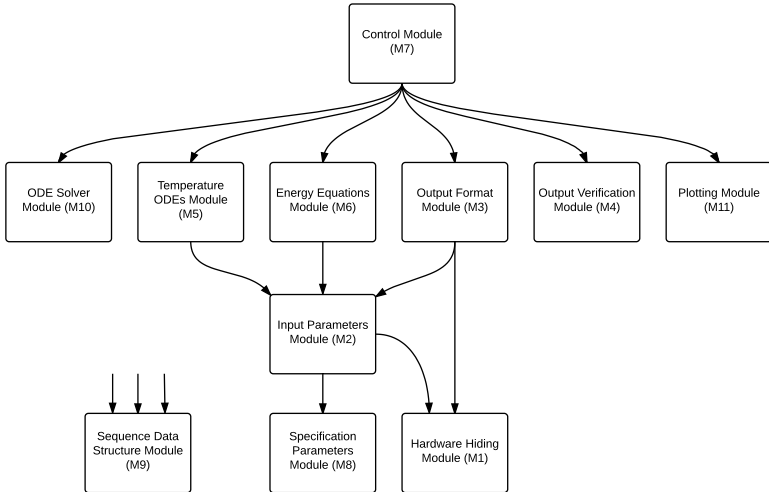 Control Module
(M7)
ODE Solver
Module (M10)
Temperature
ODEs Module
(M5)
Energy Equations
Module (M6)
Output Format
Module (M3)
Output Verification
Module (M4)
Plotting Module
(M11)
Input Parameters
Module (M2)
Sequence Data
Structure Module
(M9)
Specification
Parameters
Module (M8)
Hardware Hiding
Module (M1)